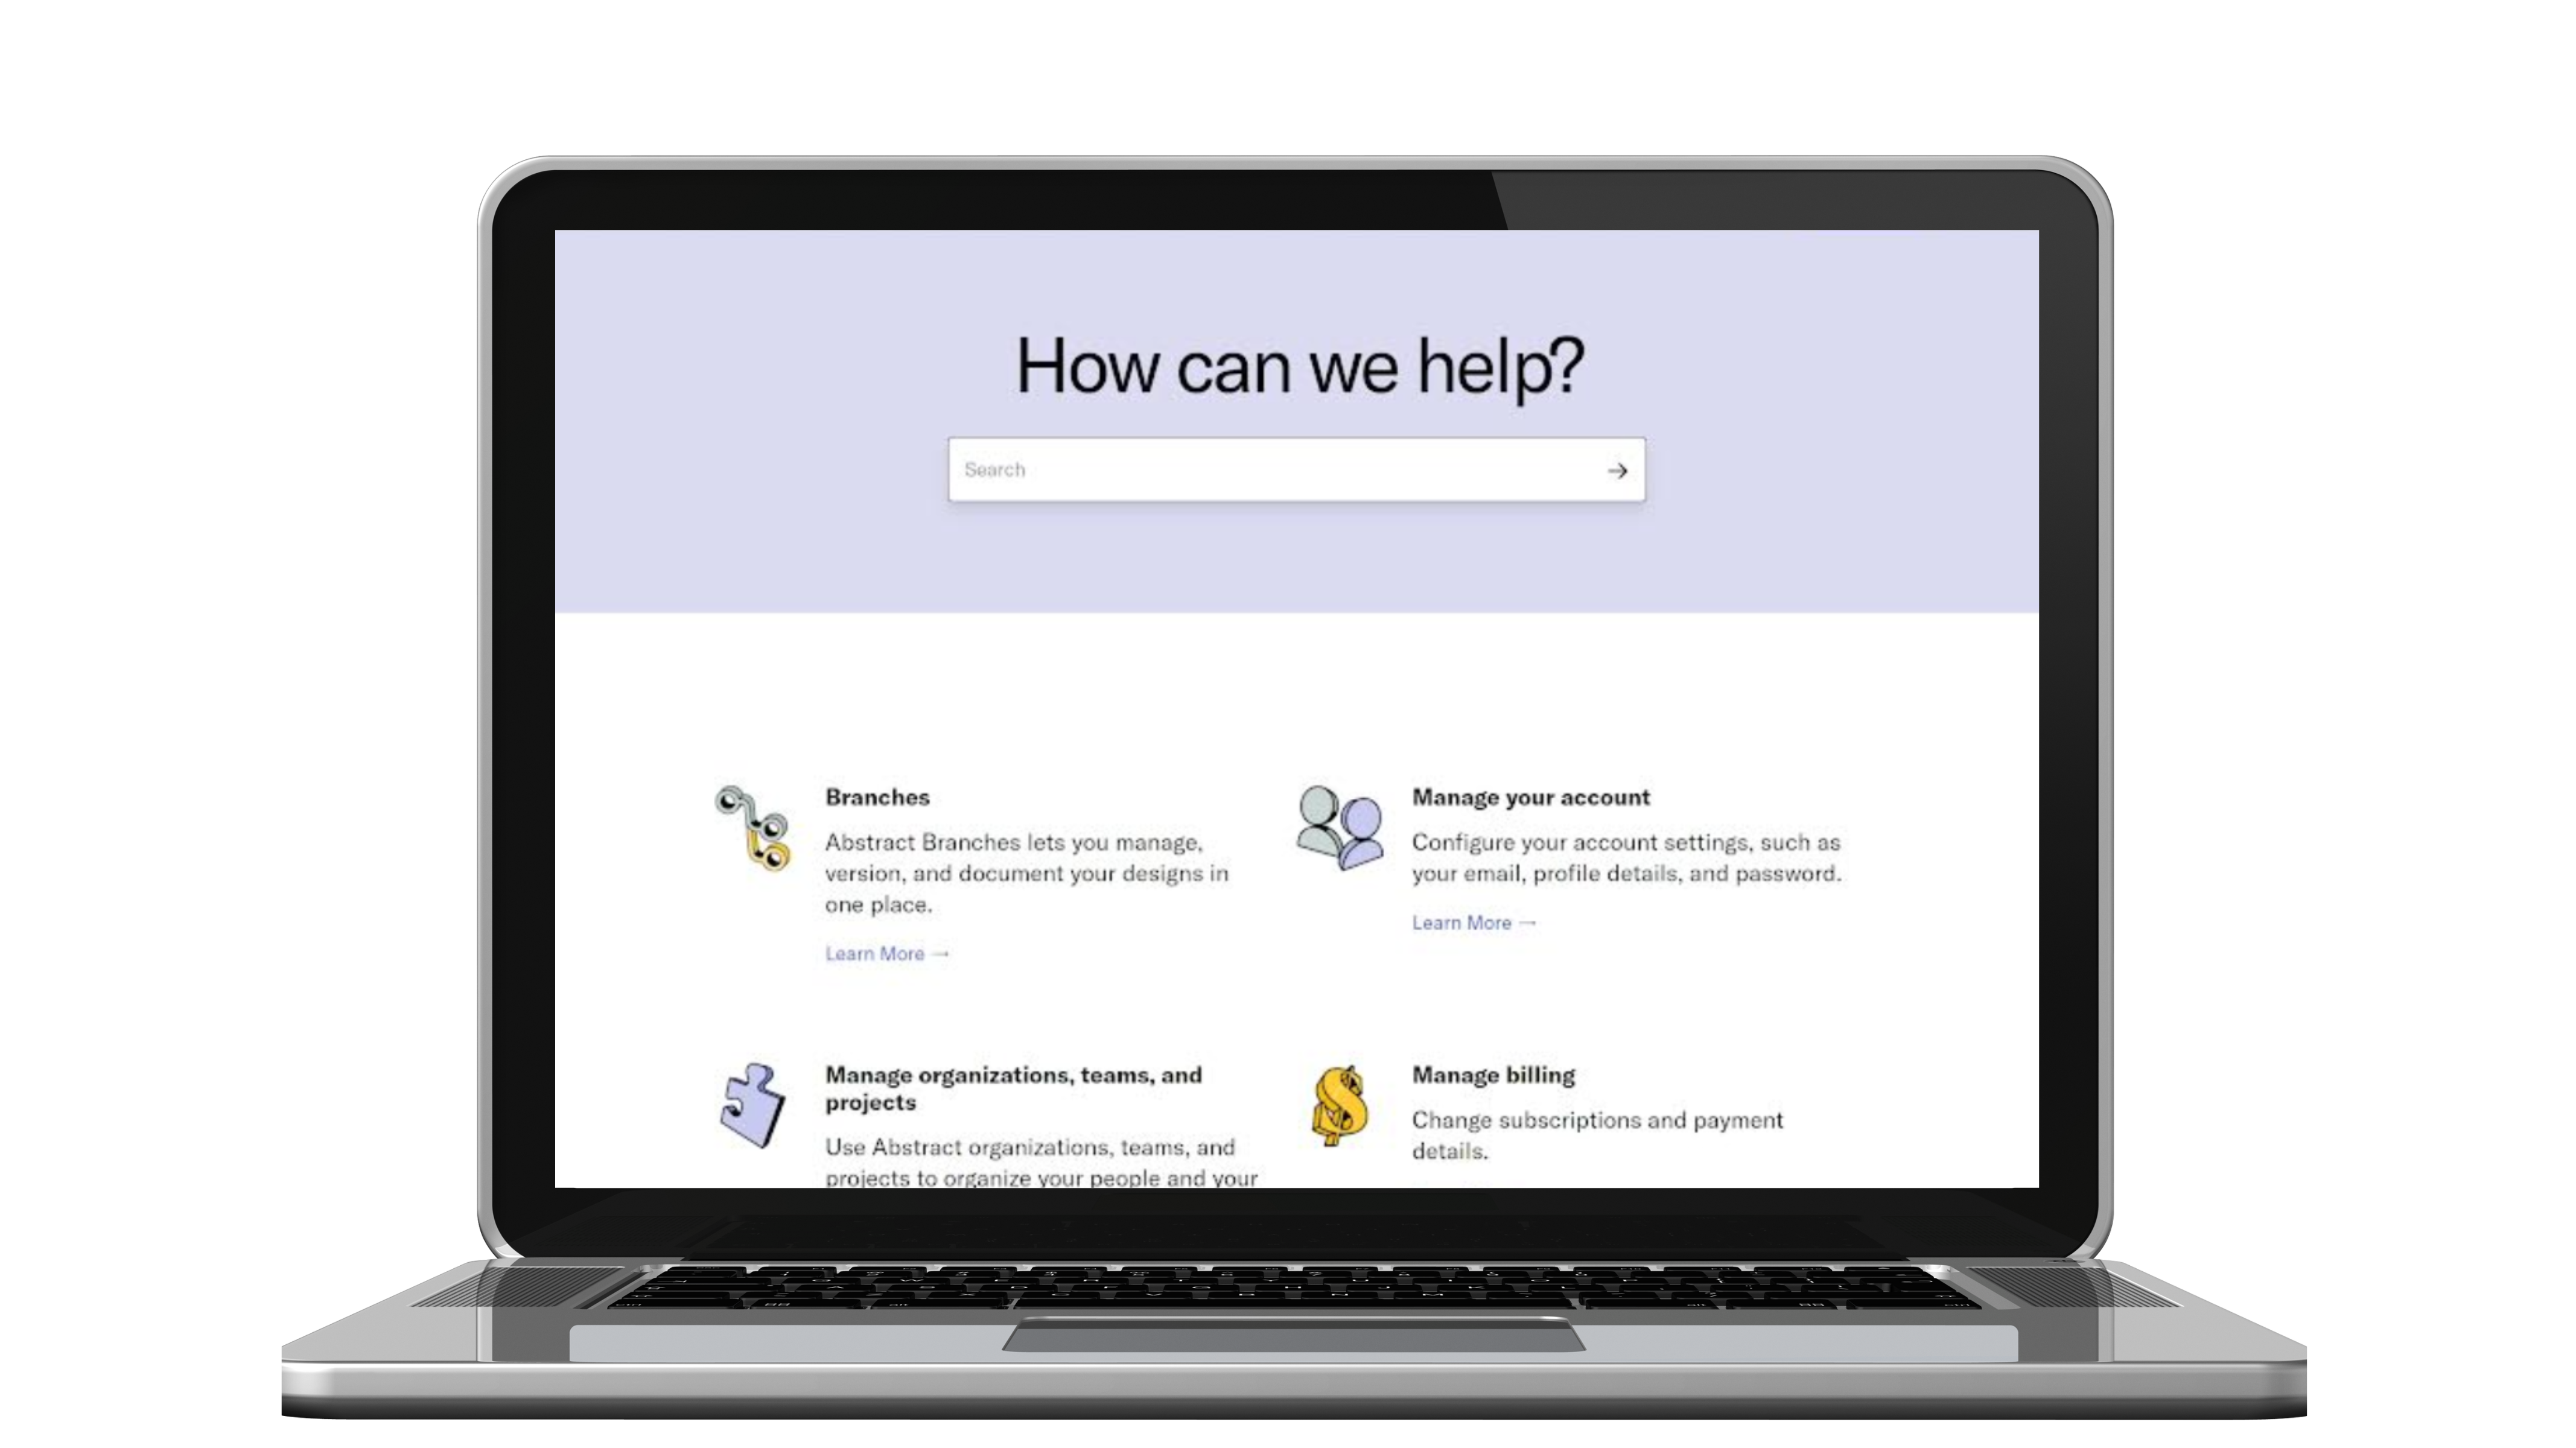 How can we help?
Search
Branches
Abstract Branches lets you manage,
version, and document your designs in
one place.
Learn More →
Manage your account
Configure your account settings, such as
your email, profile details, and password.
Learn More →
Manage organizations, teams, and
projects
Use Abstract organizations, teams, and
projects to organize your people and your
Manage billing
Change subscriptions and payment
details.